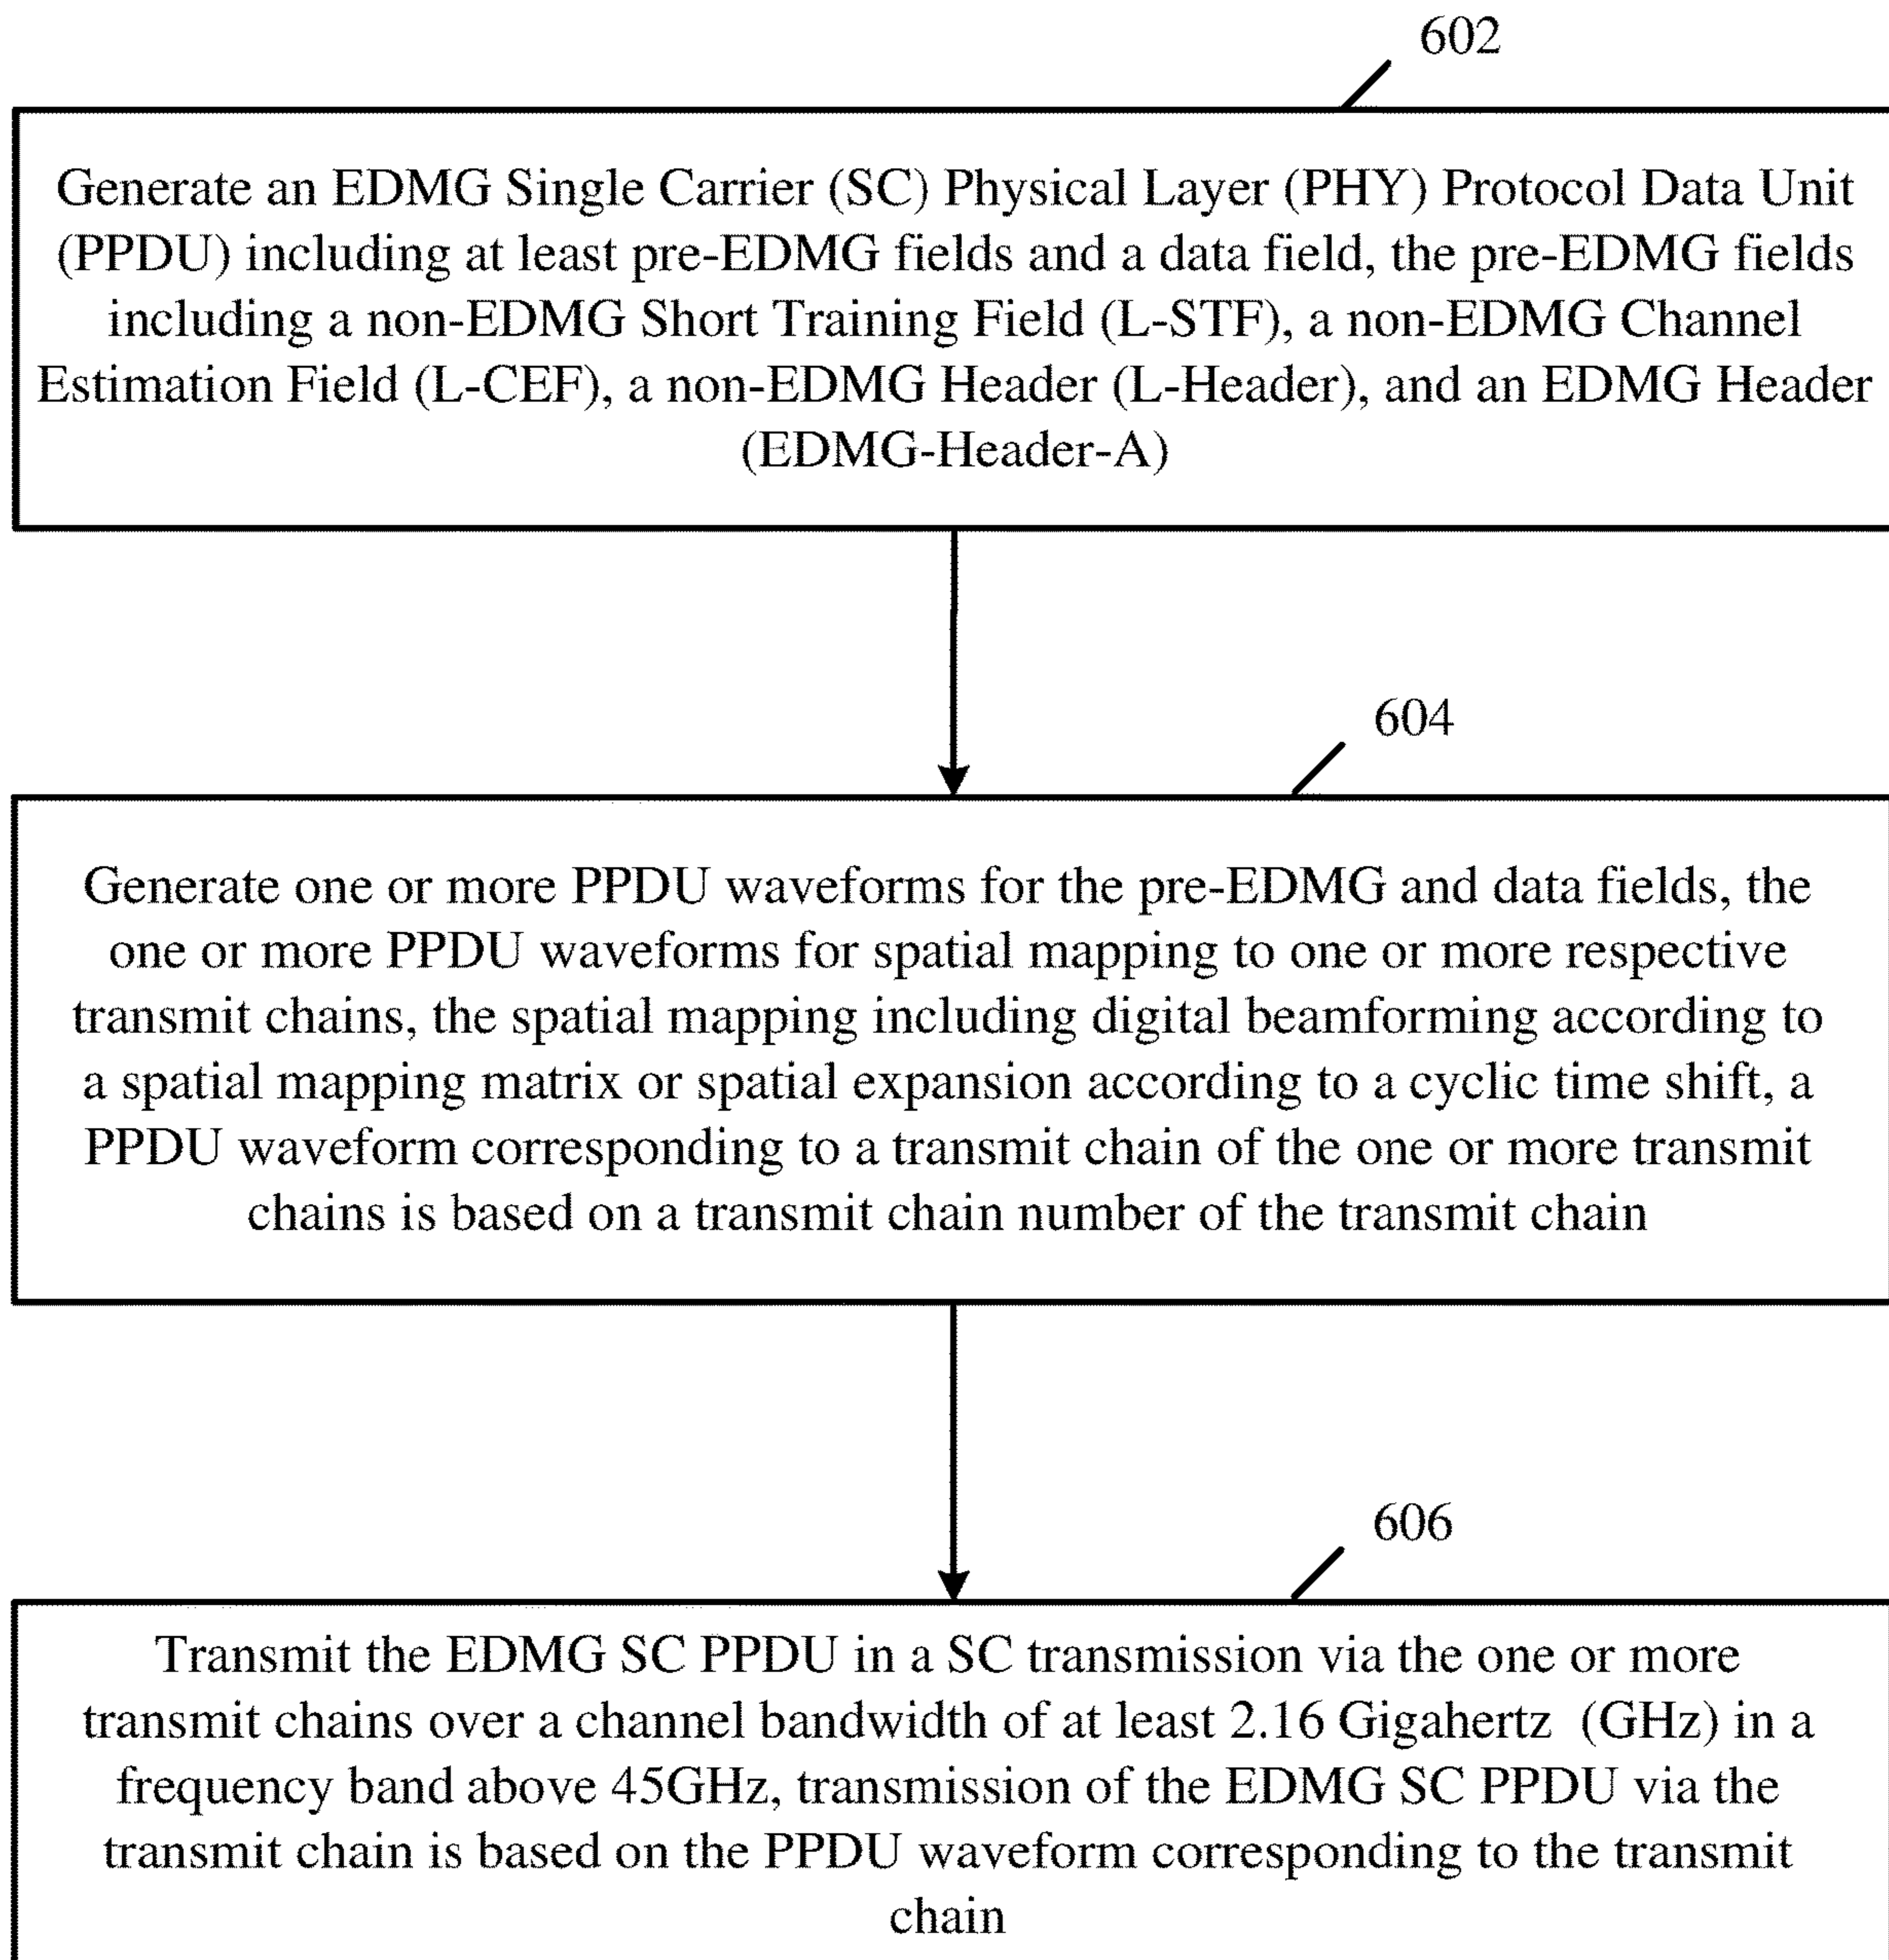 602
Generate an EDMG Single Carrier (SC) Physical Layer (PHY) Protocol Data Unit
(PPDU) including at least pre-EDMG fields and a data field, the pre-EDMG fields
including a non-EDMG Short Training Field (L-STF), a non-EDMG Channel
Estimation Field (L-CEF), a non-EDMG Header (L-Header), and an EDMG Header
(EDMG-Header-A)
604
Generate one or more PPDU waveforms for the pre-EDMG and data fields, the
one or more PPDU waveforms for spatial mapping to one or more respective
transmit chains, the spatial mapping including digital beamforming according to
a spatial mapping matrix or spatial expansion according to a cyclic time shift, a
PPDU waveform corresponding to a transmit chain of the one or more transmit
chains is based on a transmit chain number of the transmit chain
606
Transmit the EDMG SC PPDU in a SC transmission via the one or more
transmit chains over a channel bandwidth of at least 2.16 Gigahertz (GHz) in a
frequency band above 45GHz, transmission of the EDMG SC PPDU via the
transmit chain is based on the PPDU waveform corresponding to the transmit
chain